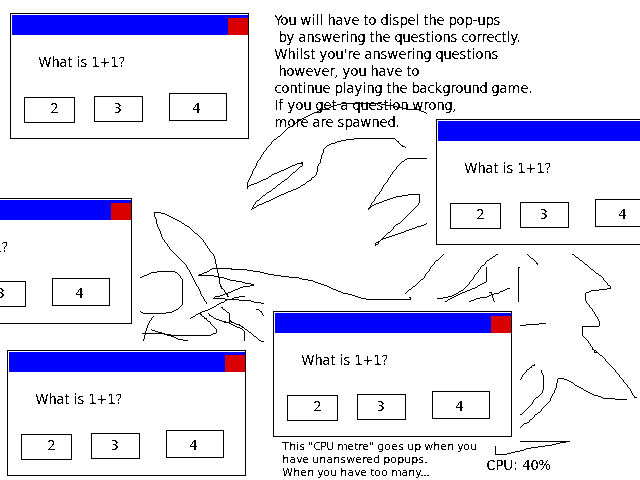 You will have to dispel the pop-ups
by answering the questions correctly.
Whilst you're answering questions
however, you have to
continue playing the background game.
If you get a question wrong,
more are spawned.
What is 1+1?
2 3 4
What is 1+1?
2 3 4
?
3 4
What is 1+1?
2 3 4
What is 1+1?
2 3 4
This "CPU metre" goes up when you
have unanswered popups.
When you have too many...
CPU: 40%